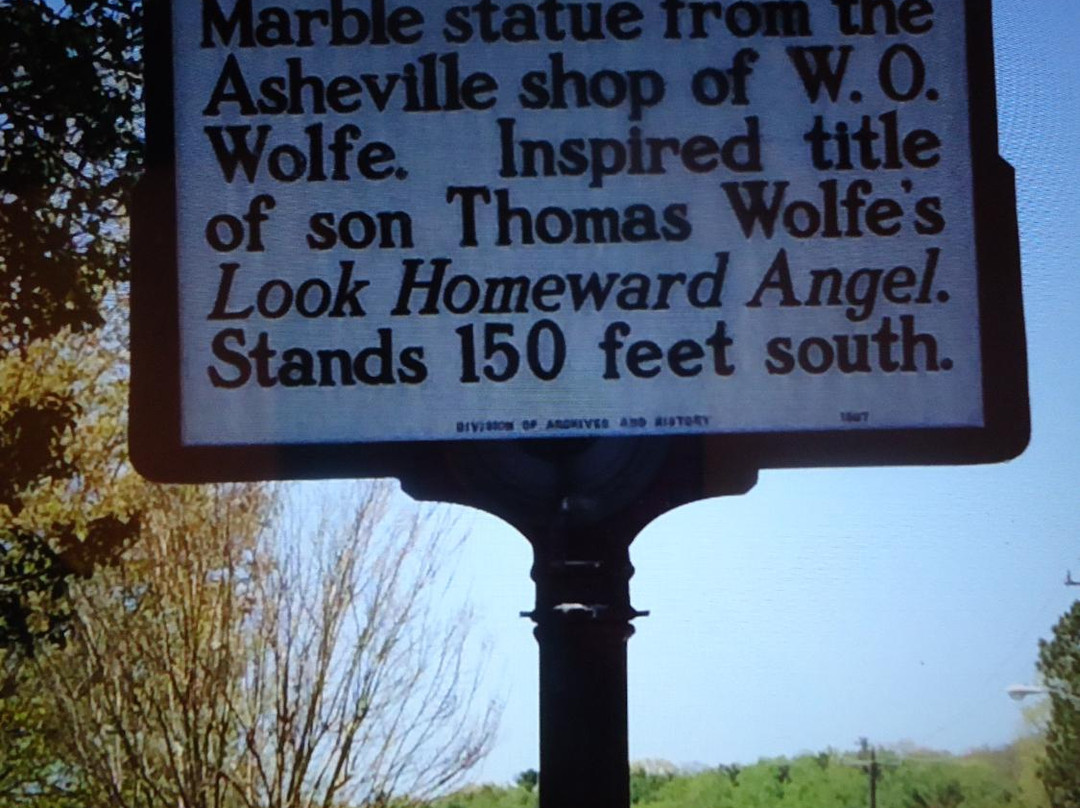 Marble statue from the
Asheville shop of W. O.
Wolfe. Inspired title
of son Thomas Wolfe's
Look Homeward Angel.
Stands 150 feet south.
DIVISION OF ARCHIVES AND HISTORY